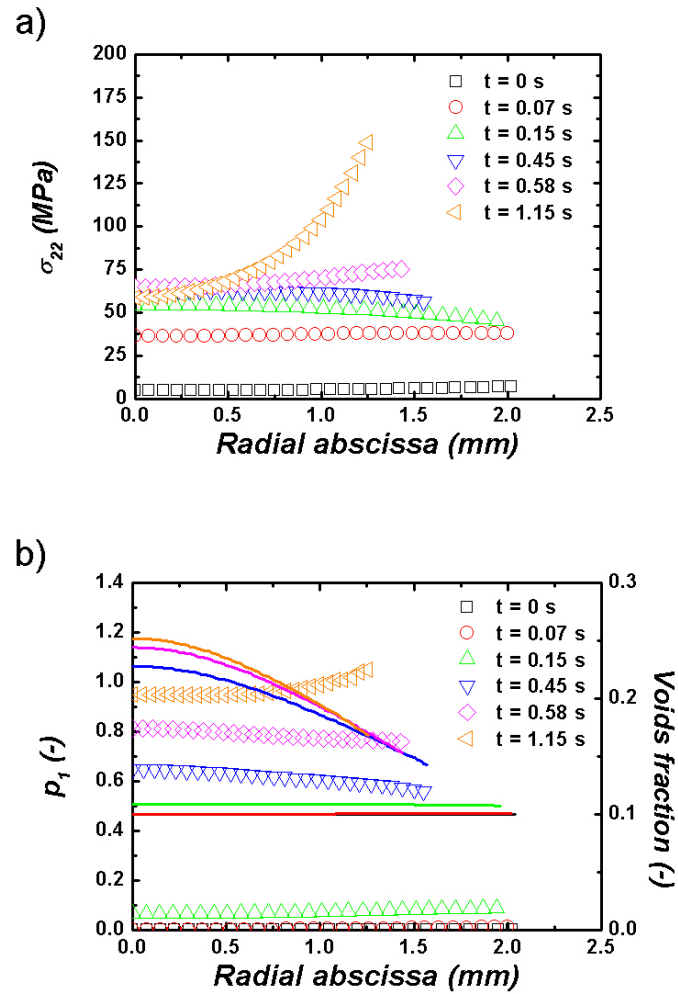 a)
200
175
150
125
100
75
50
25
0
σ22 (MPa)
t = 0 s
t = 0.07 s
t = 0.15 s
t = 0.45 s
t = 0.58 s
t = 1.15 s
0.0 0.5 1.0 1.5 2.0 2.5
Radial abscissa (mm)
b)
1.4
1.2
1.0
0.8
0.6
0.4
0.2
0.0
p1 (-)
t = 0 s
t = 0.07 s
t = 0.15 s
t = 0.45 s
t = 0.58 s
t = 1.15 s
0.3
0.2
0.1
0.0
Voids fraction (-)
0.0 0.5 1.0 1.5 2.0 2.5
Radial abscissa (mm)